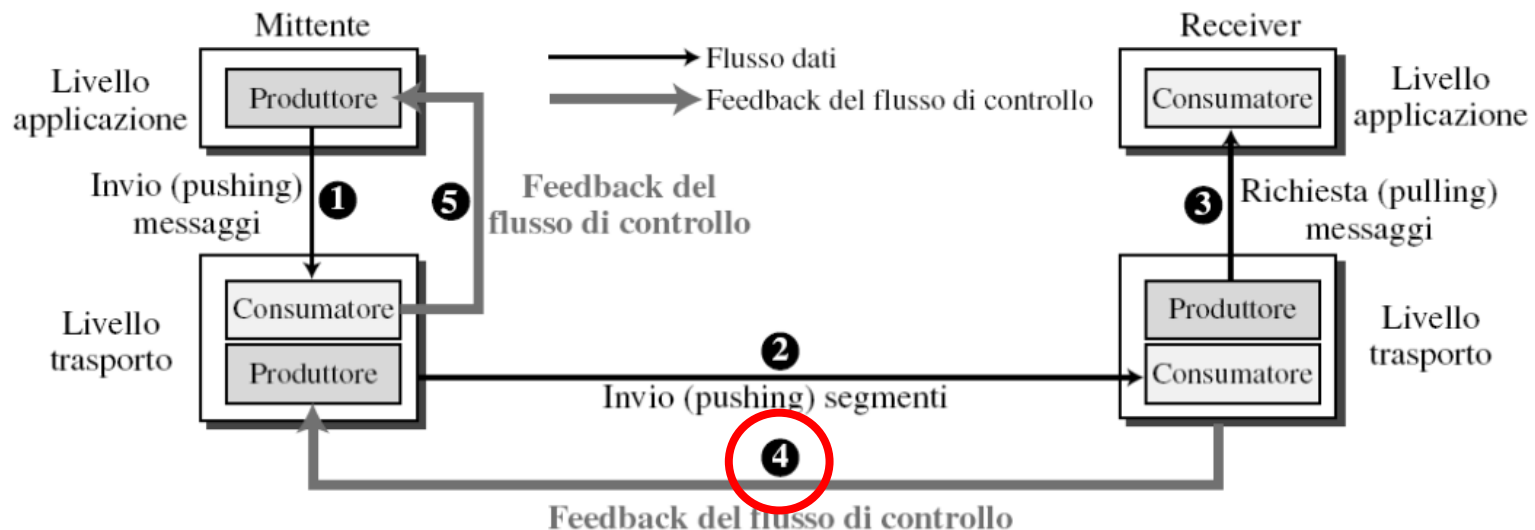 Mittente
Receiver
Livello
applicazione
Produttore
Flusso dati
Feedback del flusso di controllo
Consumatore
Livello
applicazione
Invio (pushing)
messaggi
1
5
Feedback del
flusso di controllo
3
Richiesta (pulling)
messaggi
Livello
trasporto
Consumatore
Produttore
2
Invio (pushing) segmenti
Produttore
Consumatore
Livello
trasporto
4
Feedback del flusso di controllo